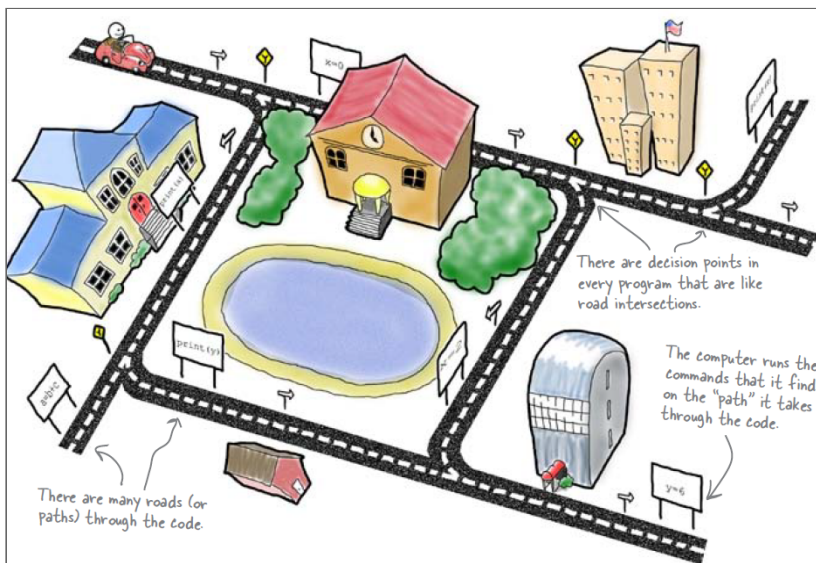 x=0
print(m)
print(x)
There are decision points in
every program that are like
road intersections.
print(y)
x=2
The computer runs the
commands that it find
on the "path" it takes
through the code.
a=b+c
y=6
There are many roads (or
paths) through the code.